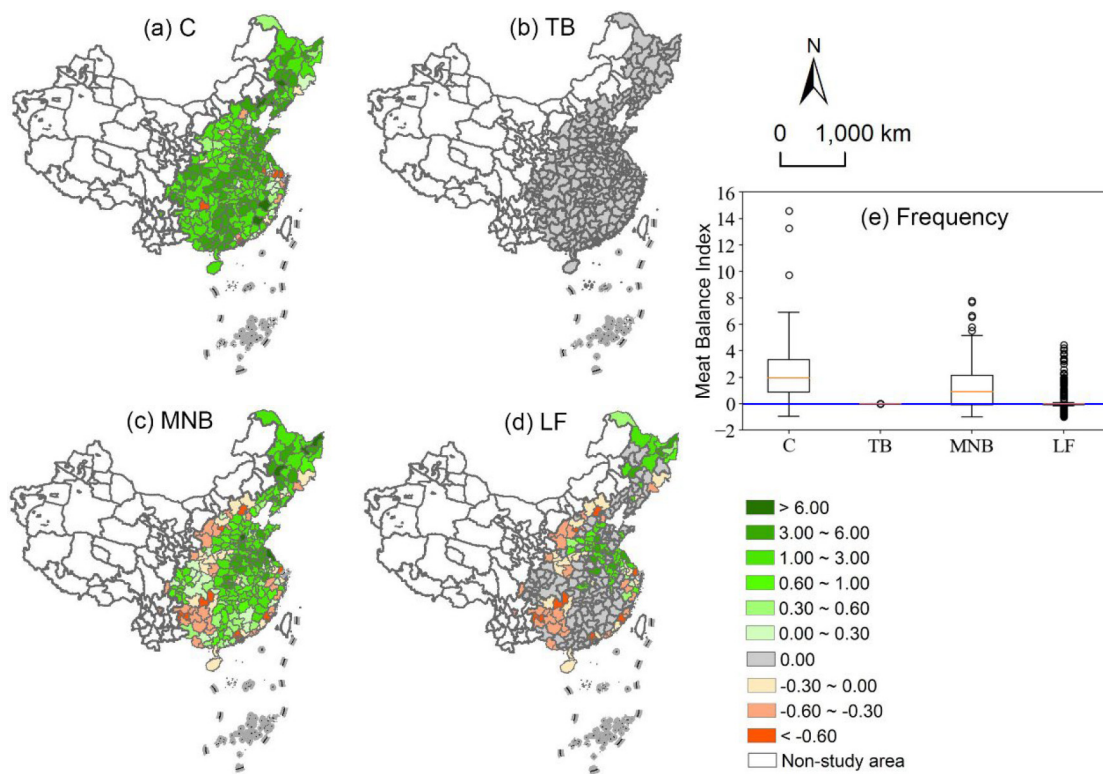 (a) C
(b) TB
N
0 1,000 km
(e) Frequency
Meat Balance Index
16
14
12
10
8
6
4
2
0
−2
C TB MNB LF
(c) MNB
(d) LF
> 6.00
3.00 ~ 6.00
1.00 ~ 3.00
0.60 ~ 1.00
0.30 ~ 0.60
0.00 ~ 0.30
0.00
-0.30 ~ 0.00
-0.60 ~ -0.30
< -0.60
Non-study area